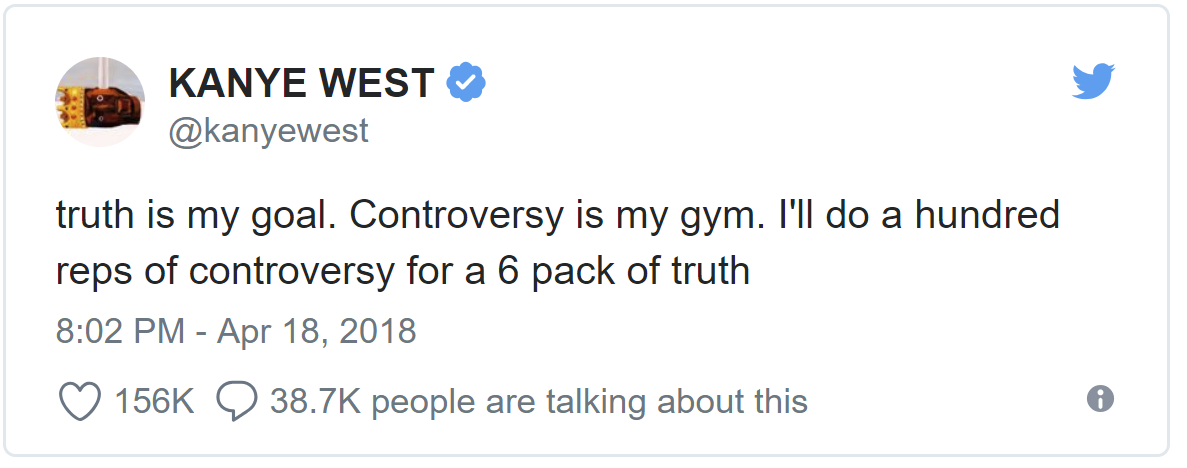 KANYE WEST
@kanyewest
truth is my goal. Controversy is my gym. I'll do a hundred
reps of controversy for a 6 pack of truth
8:02 PM - Apr 18, 2018
156K 38.7K people are talking about this